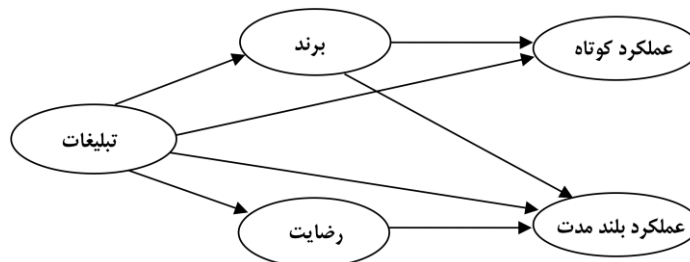 برند
عملکرد کوتاه
تبلیغات
رضایت
عملکرد بلند مدت